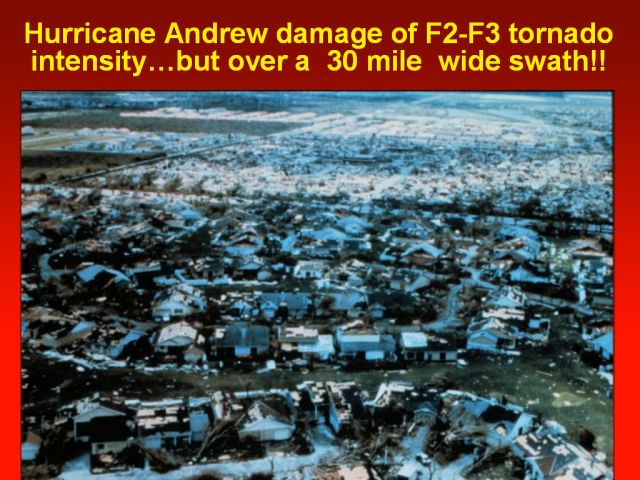 Hurricane Andrew damage of F2-F3 tornado
intensity…but over a  30 mile  wide swath!!